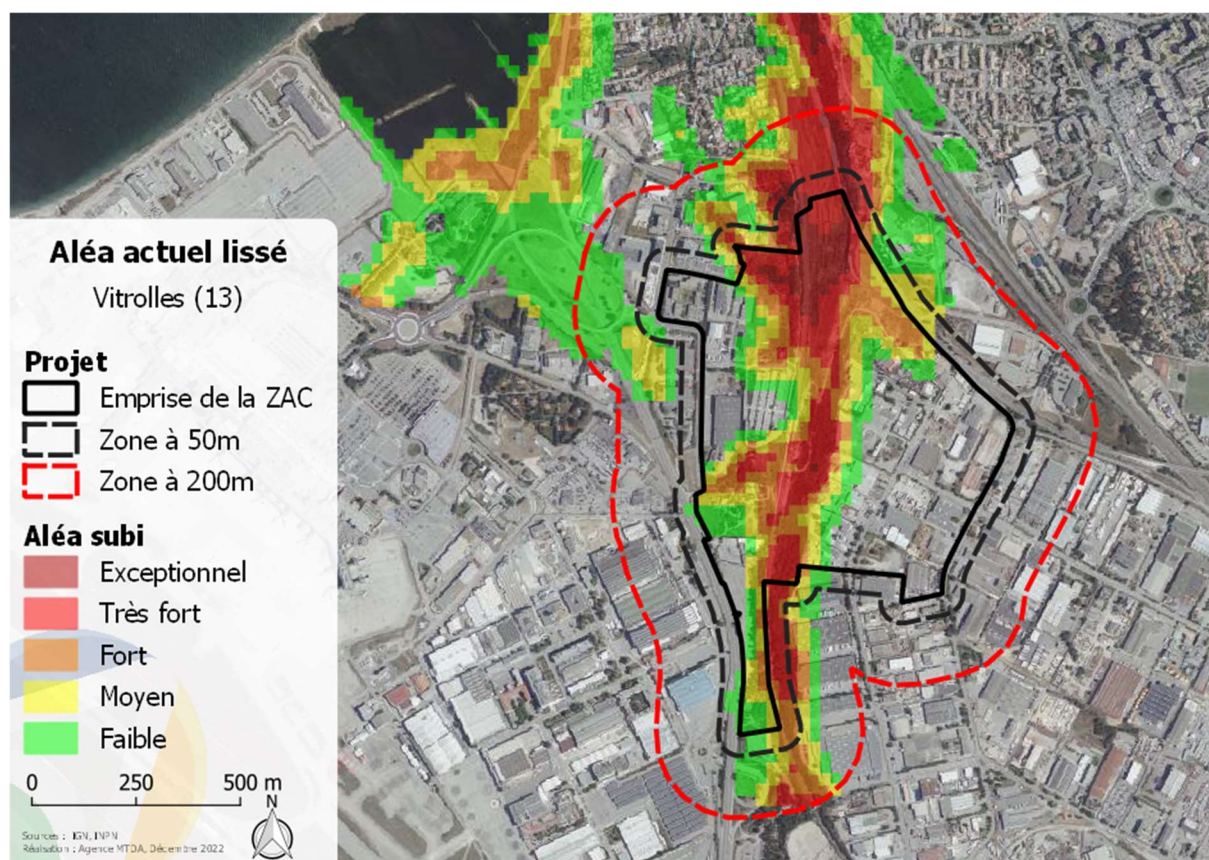 Aléa actuel lissé
Vitrolles (13)
Projet
Emprise de la ZAC
Zone à 50m
Zone à 200m
Aléa subi
Exceptionnel
Très fort
Fort
Moyen
Faible
0 250 500 m
N
Sources : IGN, INPN
Réalisation : Agence MTDA, Décembre 2022